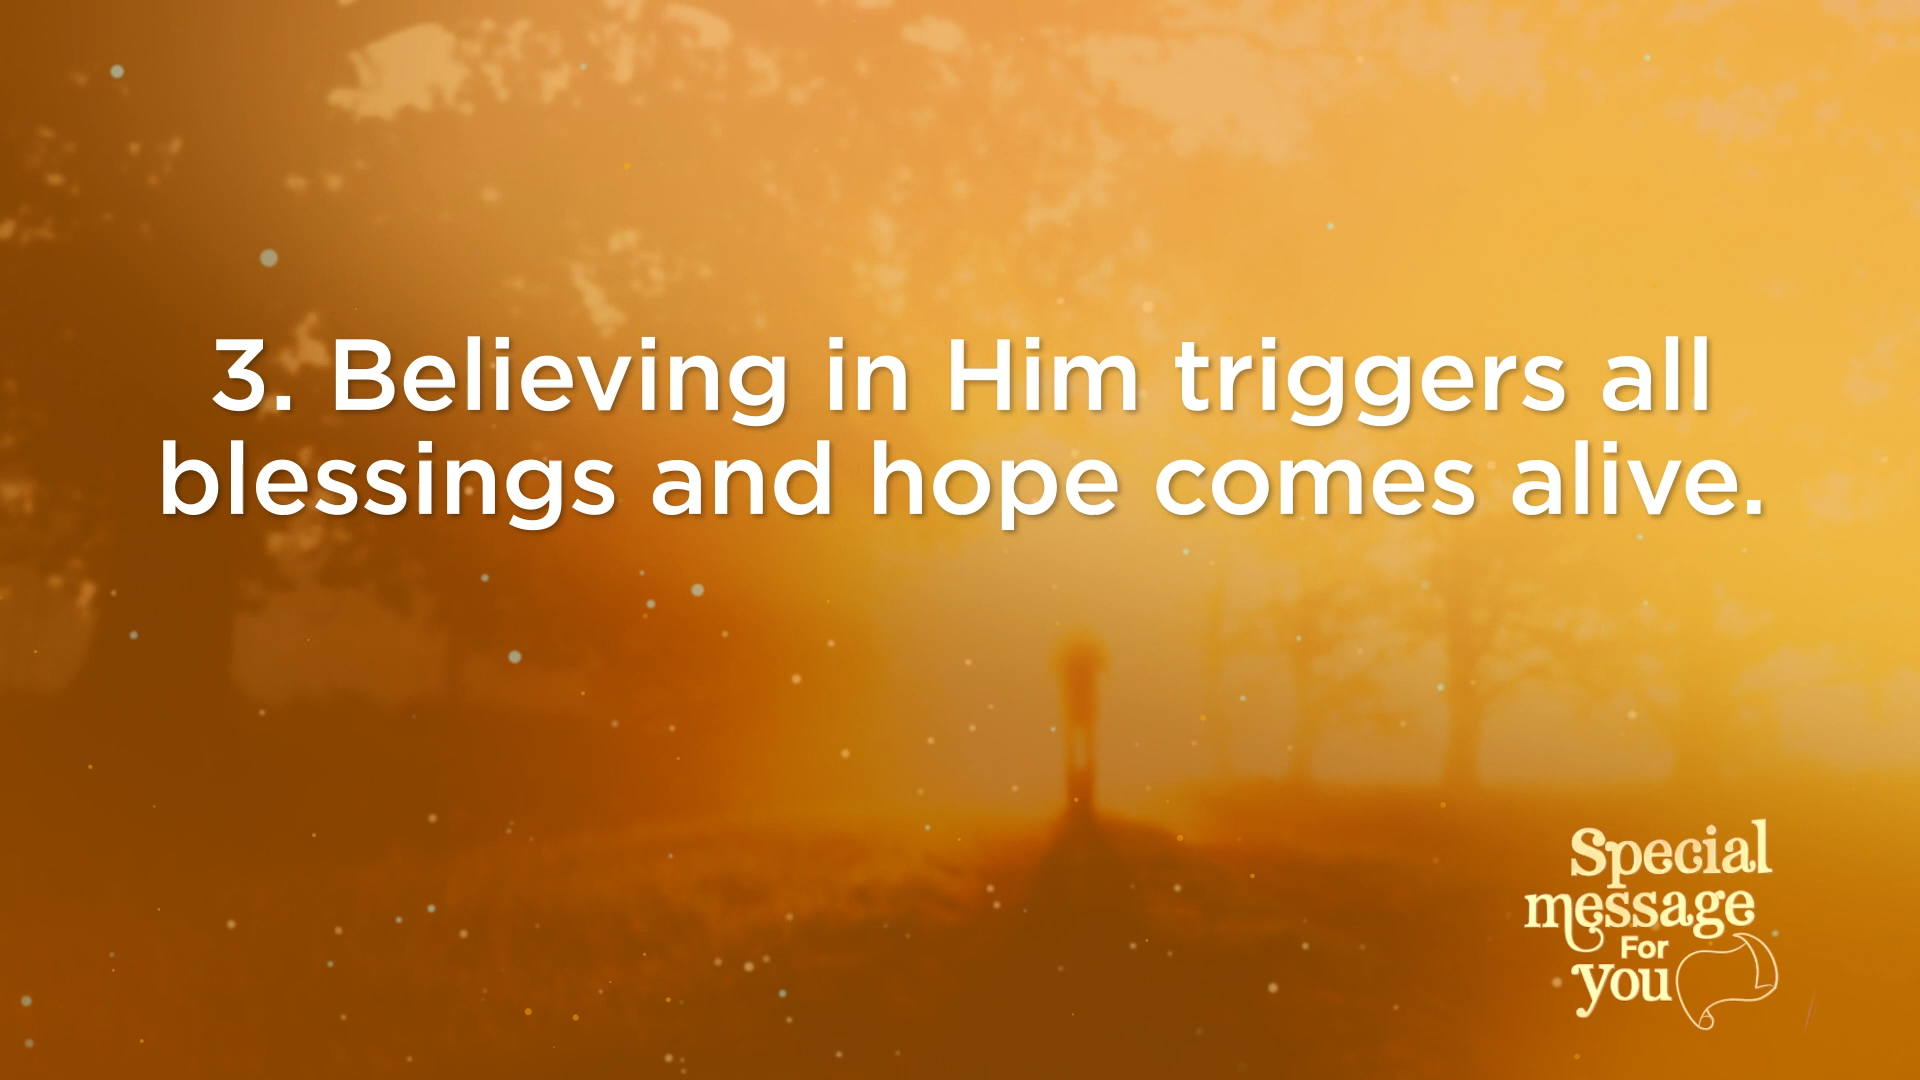 3. Believing in Him triggers all
blessings and hope comes alive.
Special
message
For
you